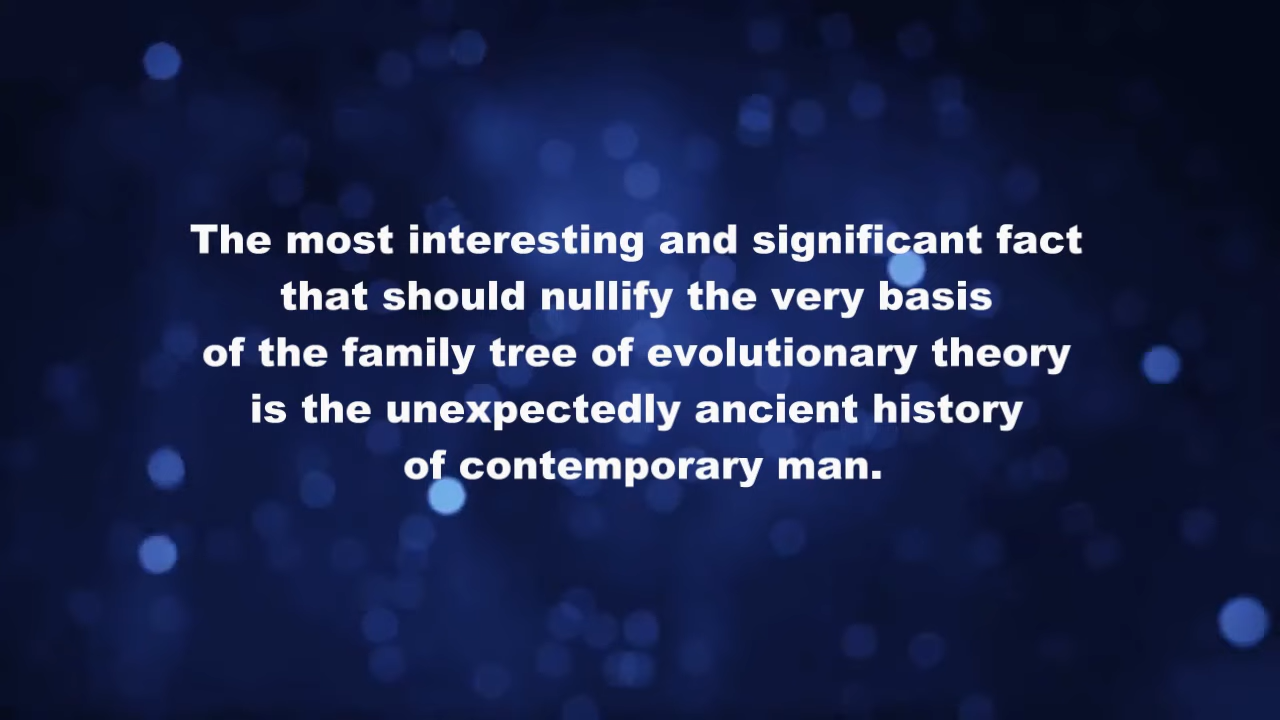 The most interesting and significant fact
that should nullify the very basis
of the family tree of evolutionary theory
is the unexpectedly ancient history
of contemporary man.